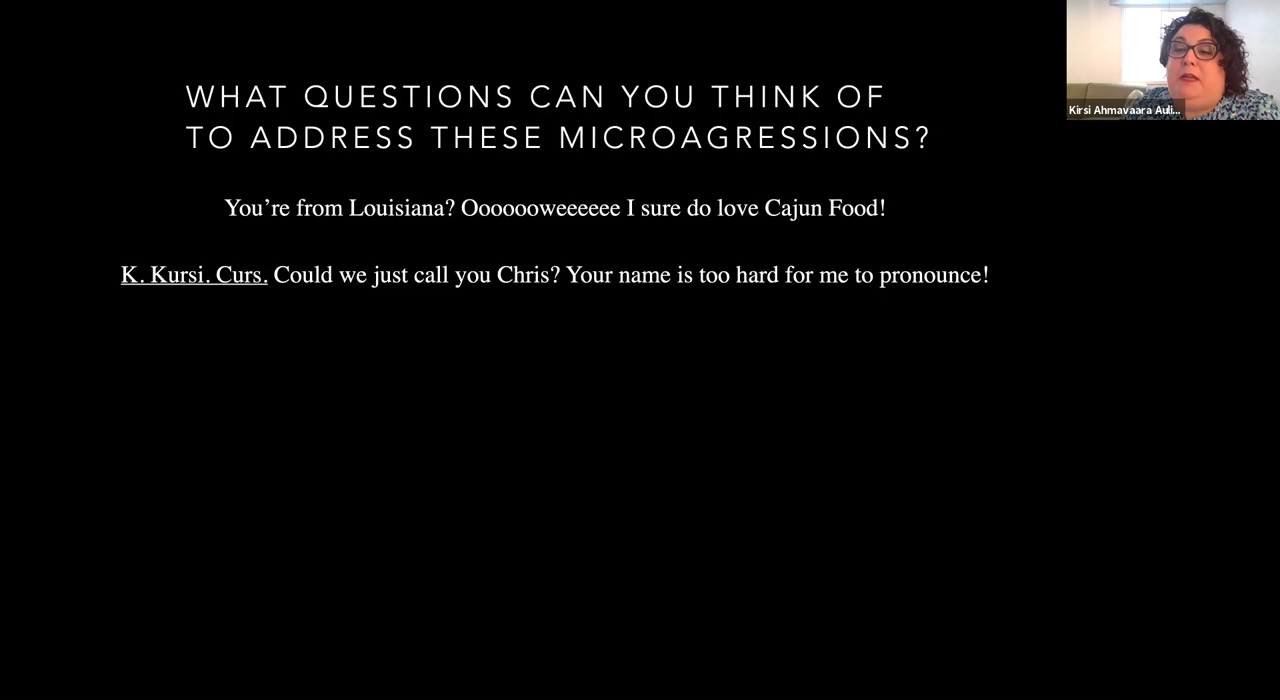 WHAT QUESTIONS CAN YOU THINK OF
TO ADDRESS THESE MICROAGRESSIONS?
You’re from Louisiana? Ooooooweeeeee I sure do love Cajun Food!
K. Kursi. Curs. Could we just call you Chris? Your name is too hard for me to pronounce!
Kirsi Ahmavaara Auli...